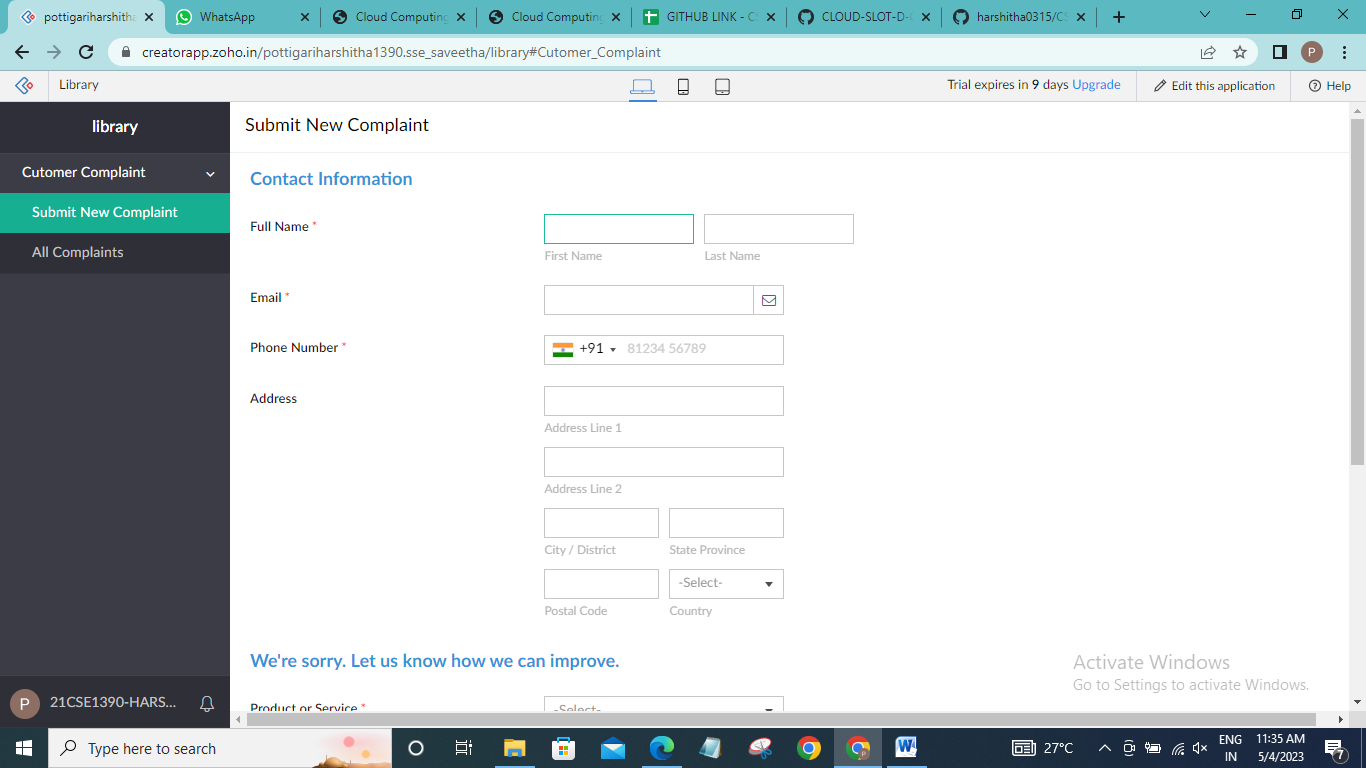 pottigariharshitha
WhatsApp
Cloud Computing
Cloud Computing
GITHUB LINK - CS
CLOUD-SLOT-D-
harshitha0315/CS
creatorapp.zoho.in/pottigariharshitha1390.sse_saveetha/library#Cutomer_Complaint
P
Library
Trial expires in 9 days Upgrade
Edit this application
Help
library
Submit New Complaint
Cutomer Complaint
Submit New Complaint
All Complaints
Contact Information
Full Name *
First Name
Last Name
Email *
Phone Number *
+91
81234 56789
Address
Address Line 1
Address Line 2
City / District
State Province
-Select-
Postal Code
Country
We're sorry. Let us know how we can improve.
Product or Service *
-Select-
Activate Windows
Go to Settings to activate Windows.
P
21CSE1390-HARS...
Type here to search
27°C
ENG
IN
11:35 AM
5/4/2023
7